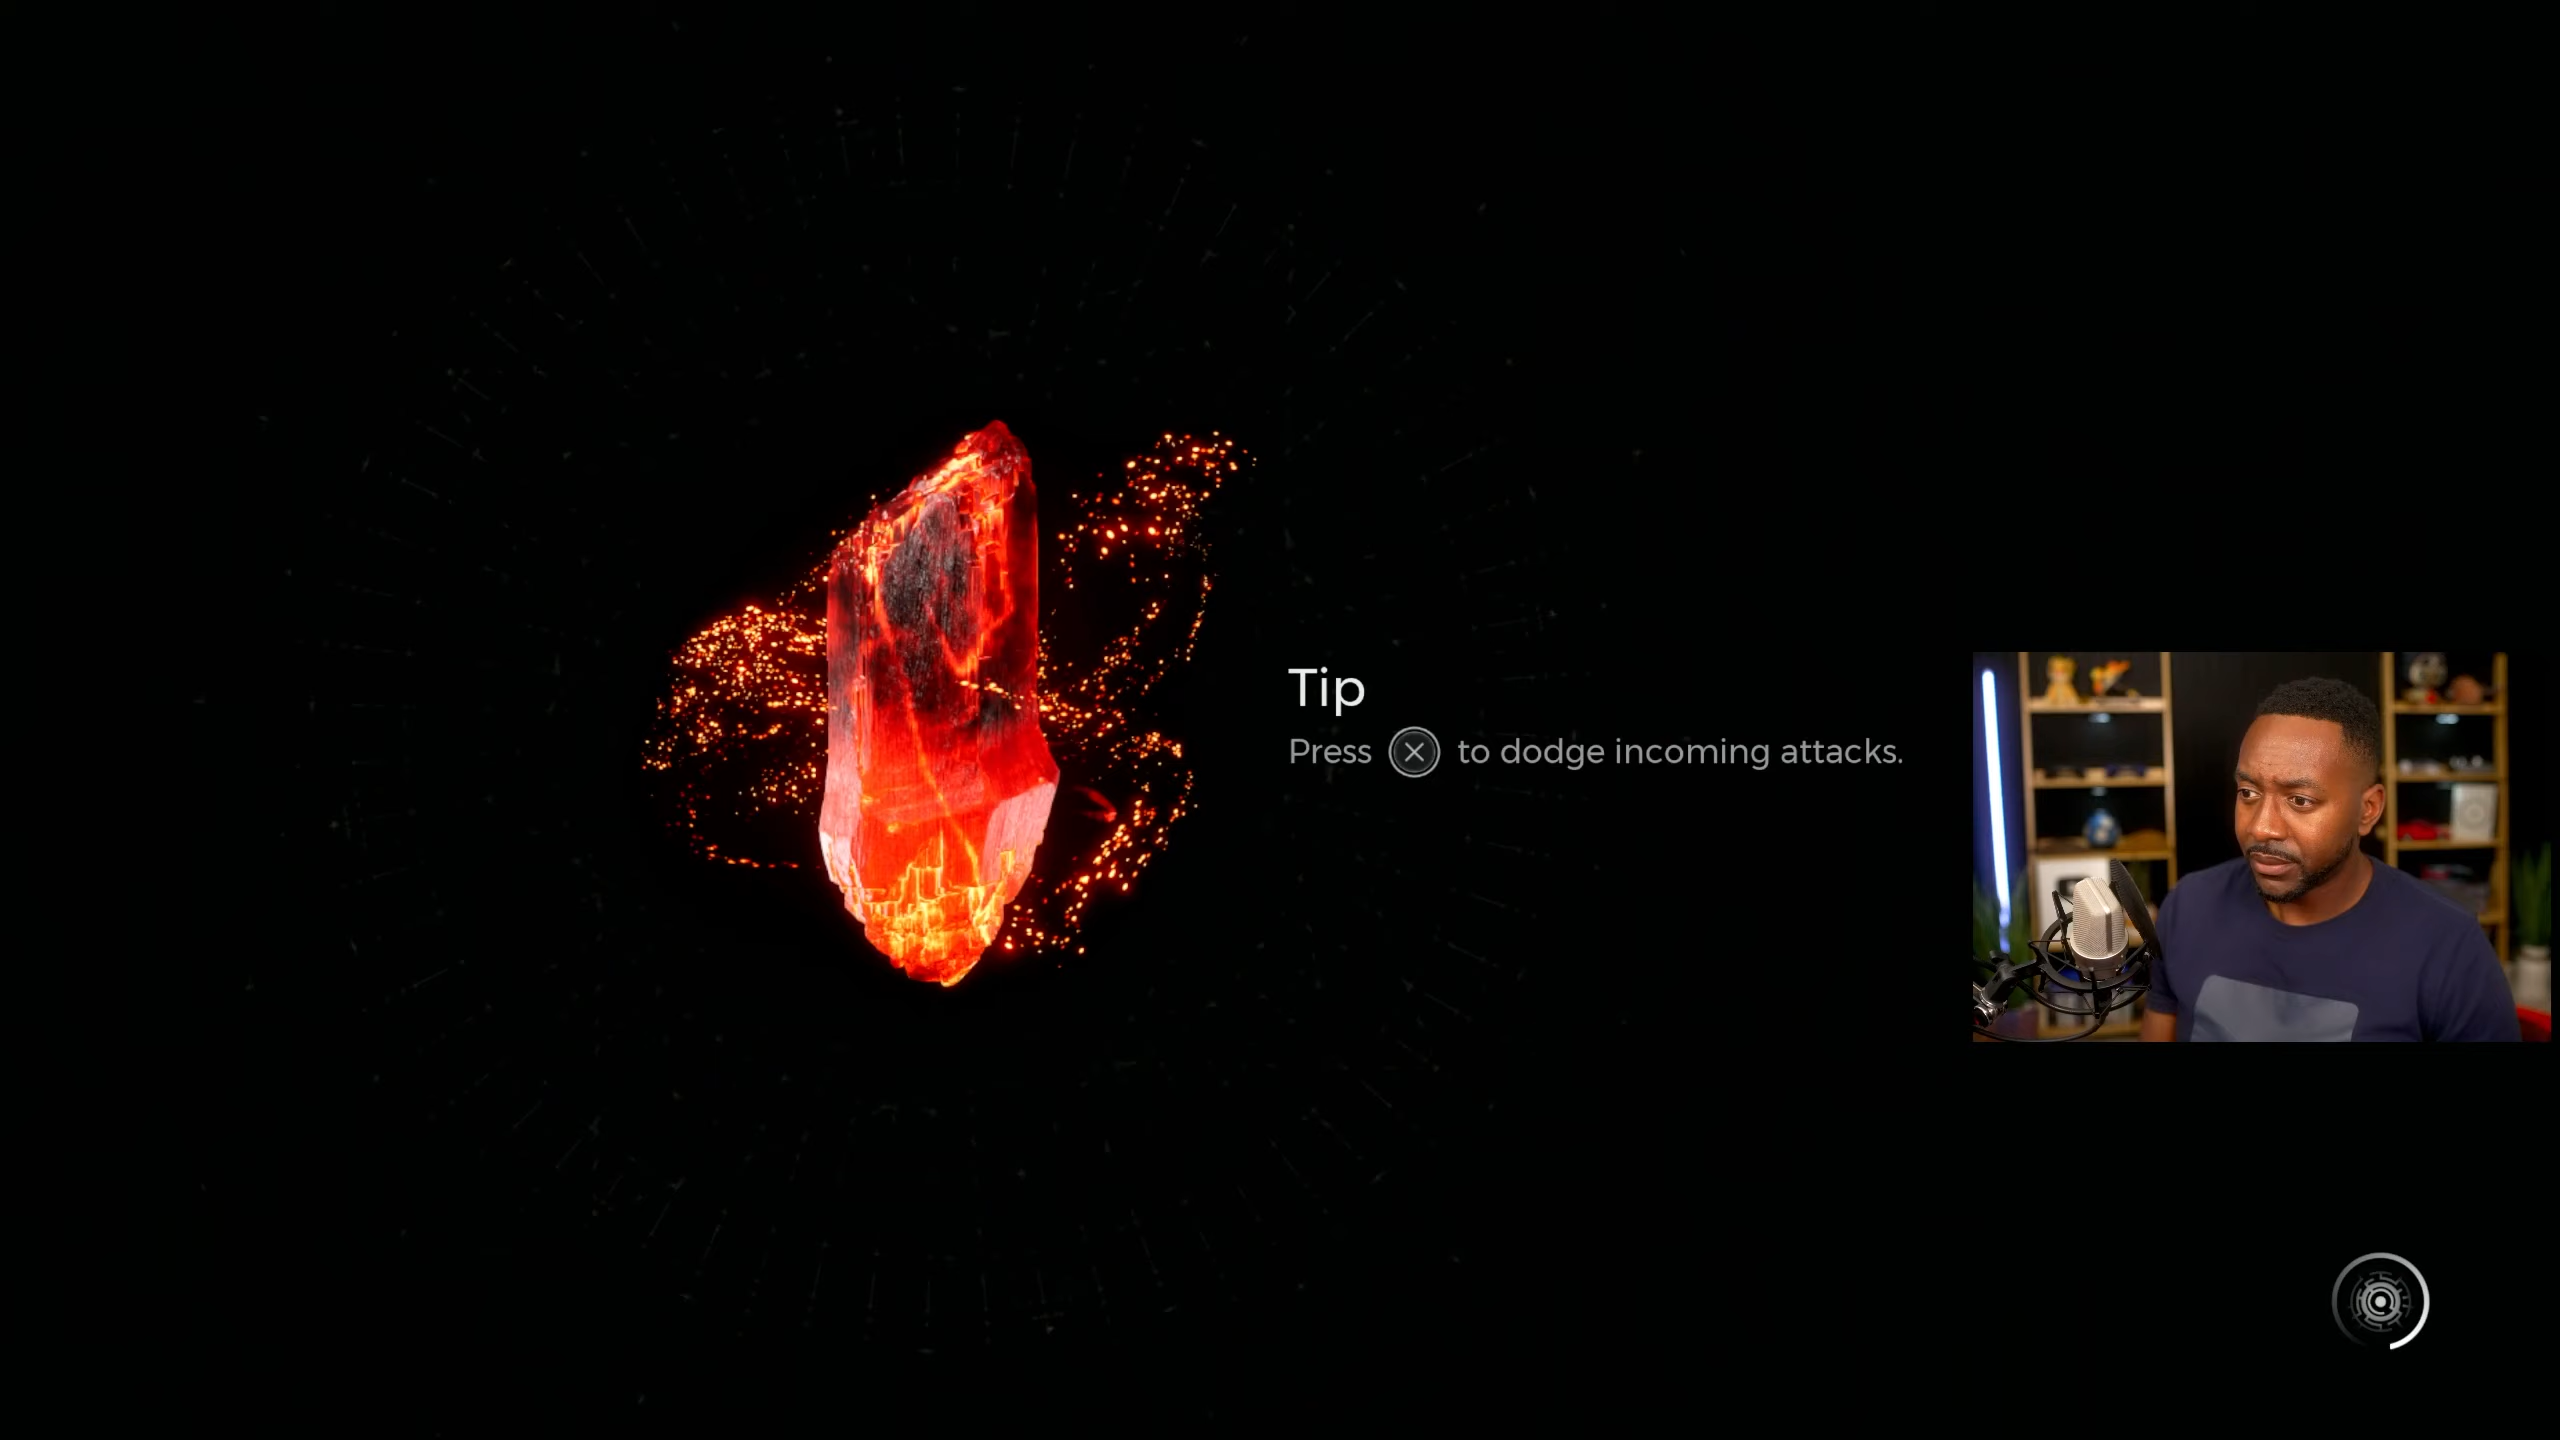 Tip
Press ⓧ to dodge incoming attacks.